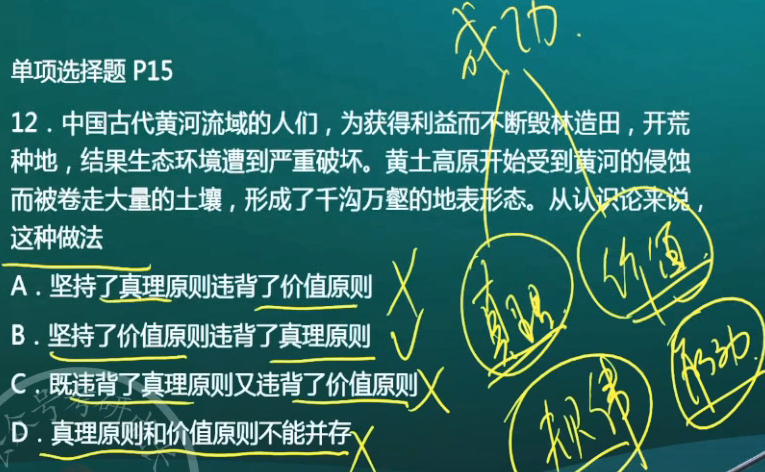 成功.
单项选择题 P15
12．中国古代黄河流域的人们，为获得利益而不断毁林造田，开荒
种地，结果生态环境遭到严重破坏。黄土高原开始受到黄河的侵蚀
而被卷走大量的土壤，形成了千沟万壑的地表形态。从认识论来说，
这种做法
A．坚持了真理原则违背了价值原则
B．坚持了价值原则违背了真理原则
C．既违背了真理原则又违背了价值原则
D．真理原则和价值原则不能并存
价值
真理